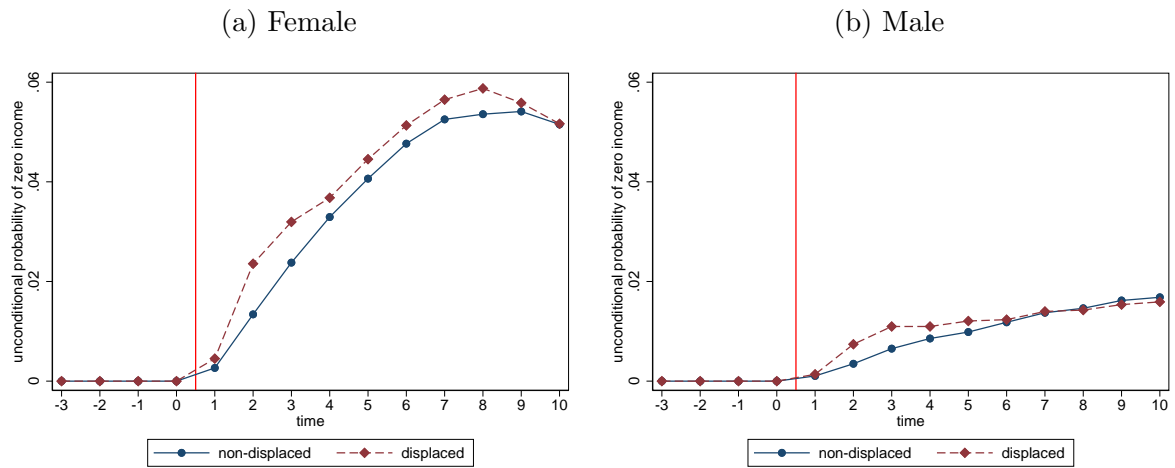 (a) Female
unconditional probability of zero income
.06
.04
.02
0
-3 -2 -1 0 1 2 3 4 5 6 7 8 9 10
time
non-displaced displaced
(b) Male
unconditional probability of zero income
.06
.04
.02
0
-3 -2 -1 0 1 2 3 4 5 6 7 8 9 10
time
non-displaced displaced